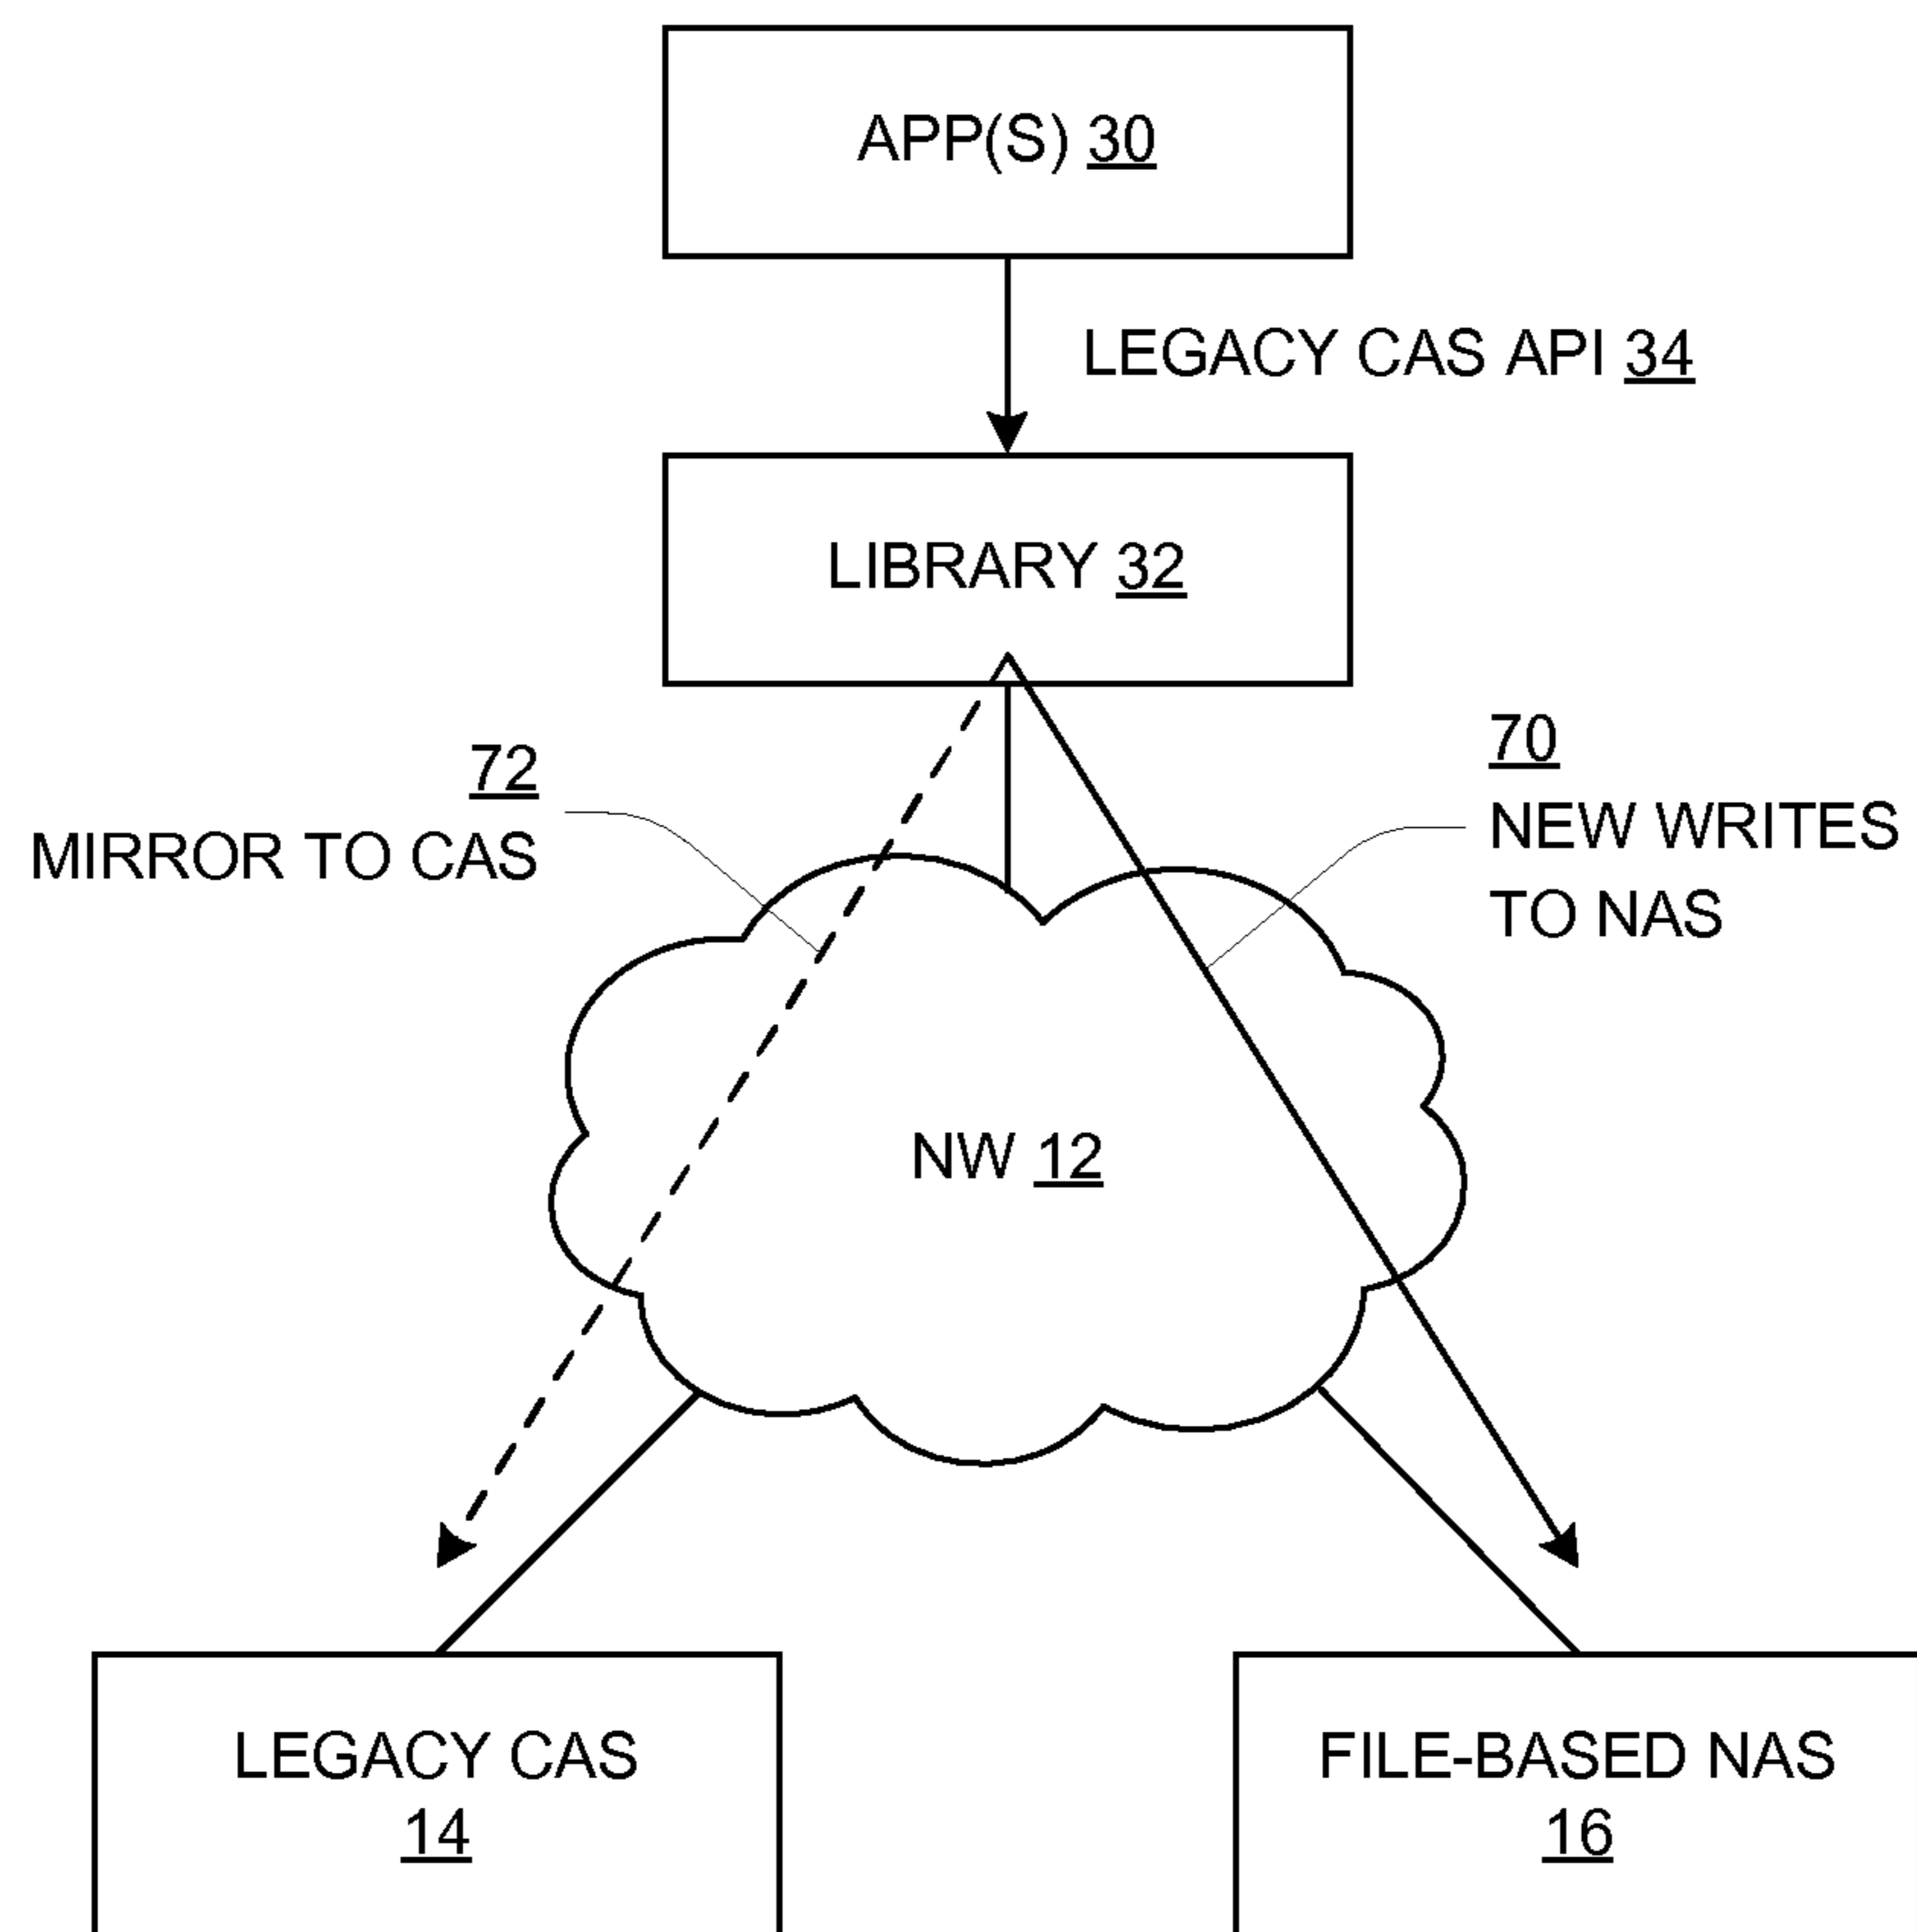 APP(S) 30
LEGACY CAS API 34
LIBRARY 32
72
MIRROR TO CAS
70
NEW WRITES
TO NAS
NW 12
LEGACY CAS
14
FILE-BASED NAS
16